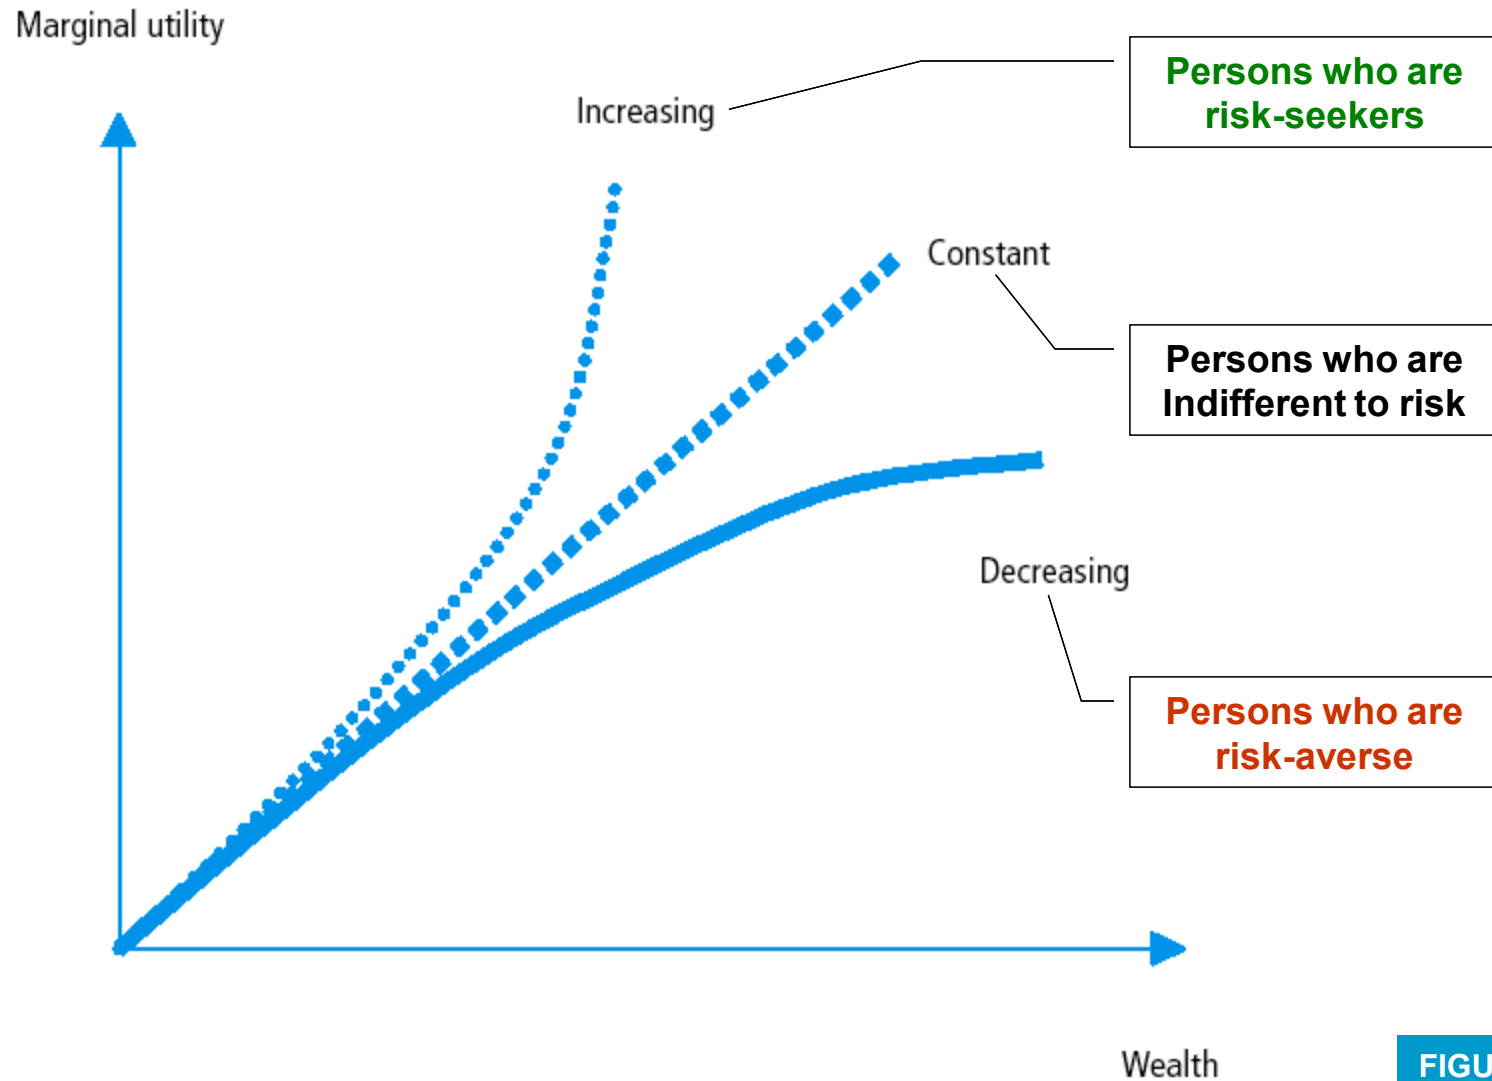 Marginal utility
Increasing
Persons who are
risk-seekers
Constant
Persons who are
Indifferent to risk
Decreasing
Persons who are
risk-averse
Wealth
FIGU